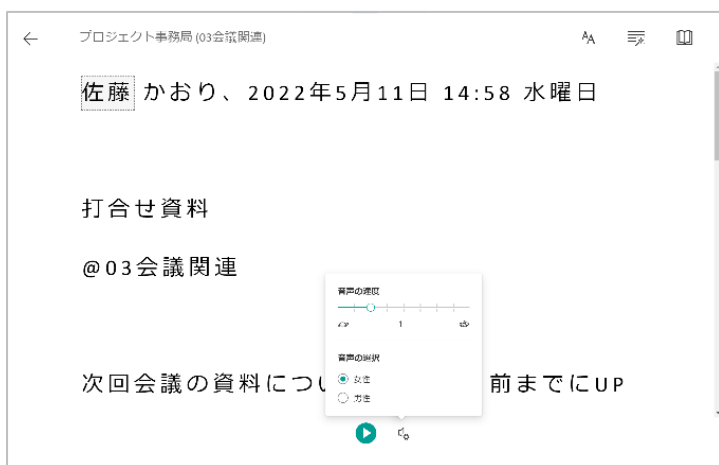 プロジェクト事務局 (03会議関連)
佐藤 かおり、2022年5月11日 14:58 水曜日
打合せ資料
@03会議関連
音声の速度
1
音声の選択
女性
男性
次回会議の資料につい 前までにUP